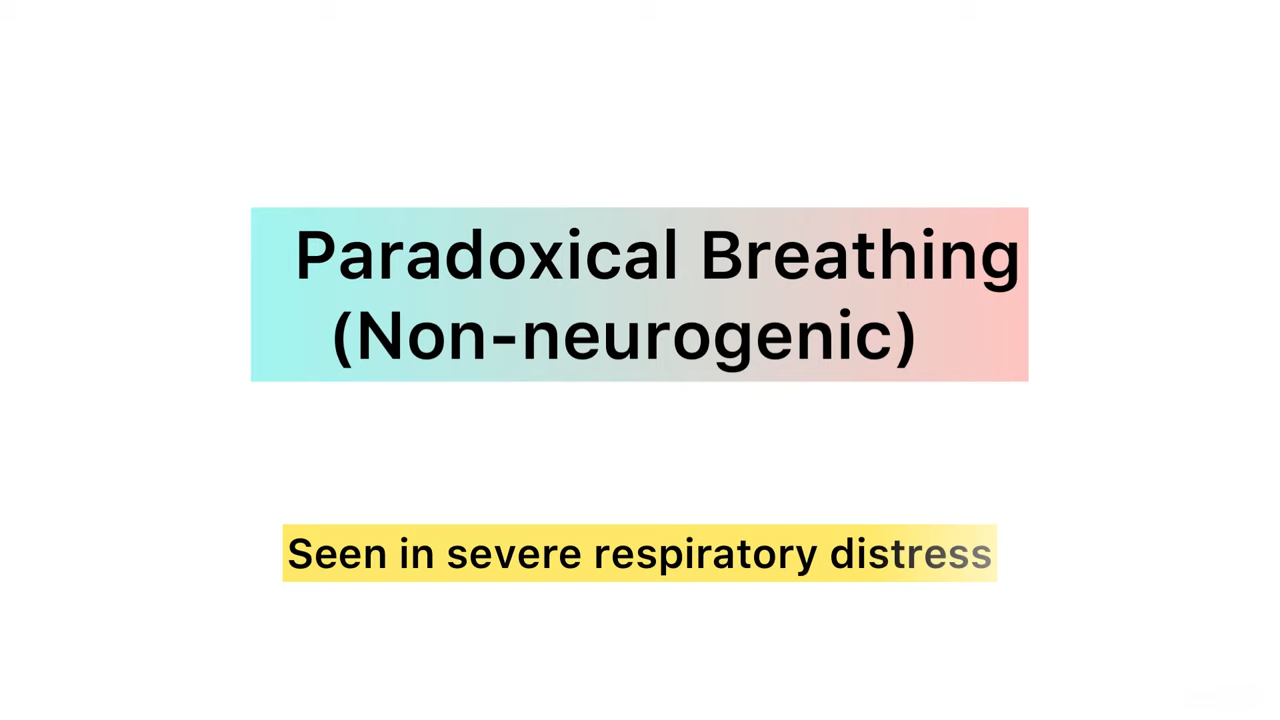 Paradoxical Breathing
(Non-neurogenic)
Seen in severe respiratory distress